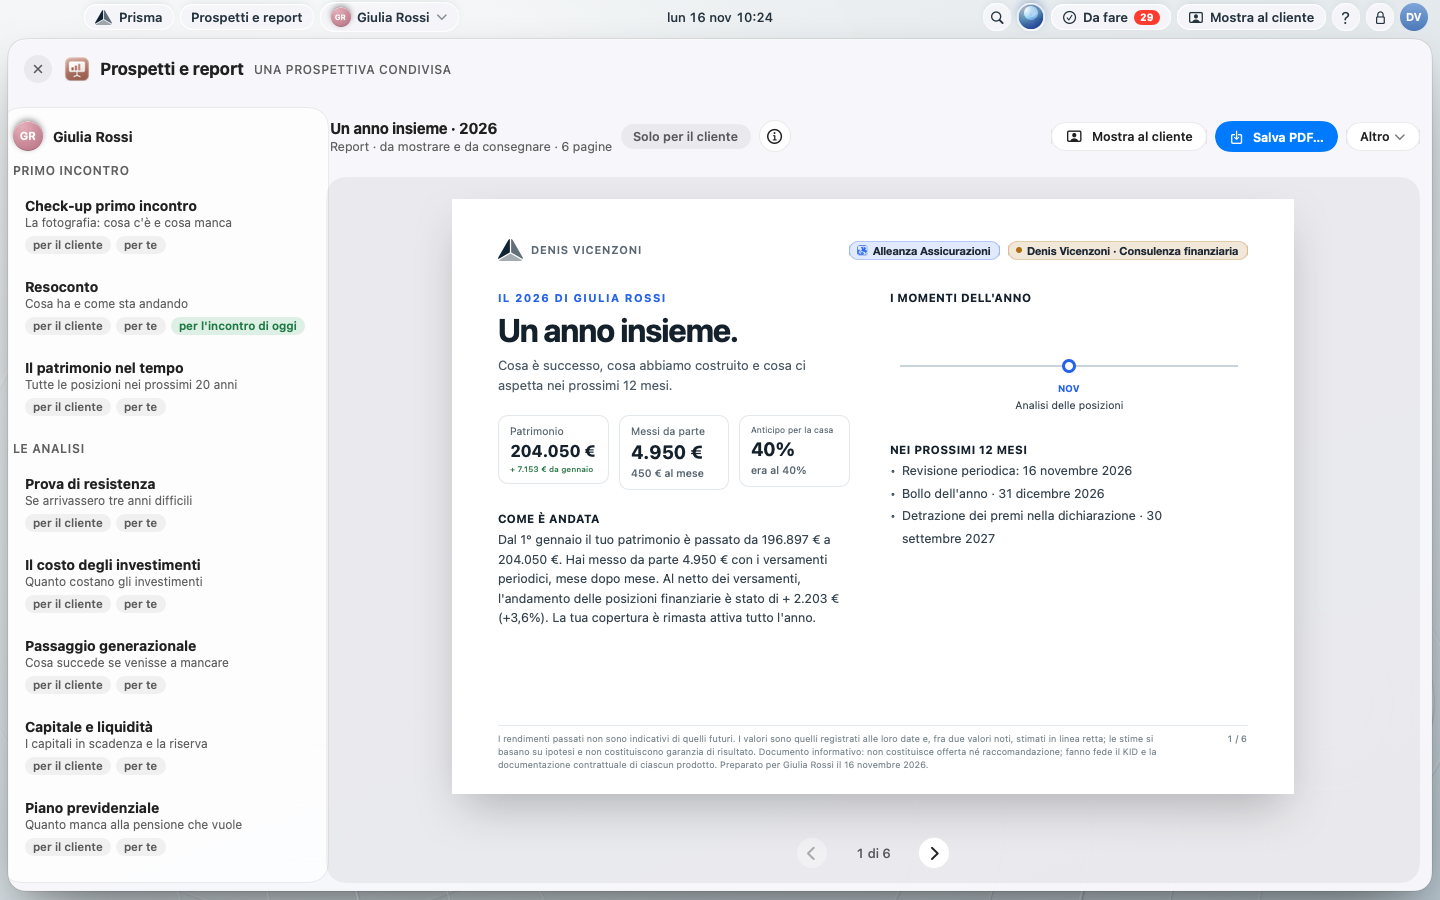 Prisma
Prospetti e report
GR Giulia Rossi
lun 16 nov 10:24
Da fare 29
Mostra al cliente
?
DV
Prospetti e report UNA PROSPETTIVA CONDIVISA
GR Giulia Rossi
PRIMO INCONTRO
Check-up primo incontro
La fotografia: cosa c'è e cosa manca
per il cliente per te
Resoconto
Cosa ha e come sta andando
per il cliente per te per l'incontro di oggi
Il patrimonio nel tempo
Tutte le posizioni nei prossimi 20 anni
per il cliente per te
LE ANALISI
Prova di resistenza
Se arrivassero tre anni difficili
per il cliente per te
Il costo degli investimenti
Quanto costano gli investimenti
per il cliente per te
Passaggio generazionale
Cosa succede se venisse a mancare
per il cliente per te
Capitale e liquidità
I capitali in scadenza e la riserva
per il cliente per te
Piano previdenziale
Quanto manca alla pensione che vuole
per il cliente per te
Un anno insieme · 2026
Report · da mostrare e da consegnare · 6 pagine
Solo per il cliente
Mostra al cliente
Salva PDF...
Altro
DENIS VICENZONI
Alleanza Assicurazioni
Denis Vicenzoni · Consulenza finanziaria
IL 2026 DI GIULIA ROSSI
Un anno insieme.
Cosa è successo, cosa abbiamo costruito e cosa ci
aspetta nei prossimi 12 mesi.
Patrimonio
204.050 €
+ 7.153 € da gennaio
Messi da parte
4.950 €
450 € al mese
Anticipo per la casa
40%
era al 40%
COME È ANDATA
Dal 1° gennaio il tuo patrimonio è passato da 196.897 € a
204.050 €. Hai messo da parte 4.950 € con i versamenti
periodici, mese dopo mese. Al netto dei versamenti,
l'andamento delle posizioni finanziarie è stato di + 2.203 €
(+3,6%). La tua copertura è rimasta attiva tutto l'anno.
I MOMENTI DELL'ANNO
NOV
Analisi delle posizioni
NEI PROSSIMI 12 MESI
• Revisione periodica: 16 novembre 2026
• Bollo dell'anno · 31 dicembre 2026
• Detrazione dei premi nella dichiarazione · 30
settembre 2027
I rendimenti passati non sono indicativi di quelli futuri. I valori sono quelli registrati alle loro date e, fra due valori noti, stimati in linea retta; le stime si
basano su ipotesi e non costituiscono garanzia di risultato. Documento informativo: non costituisce offerta né raccomandazione; fanno fede il KID e la
documentazione contrattuale di ciascun prodotto. Preparato per Giulia Rossi il 16 novembre 2026.
1 / 6
1 di 6